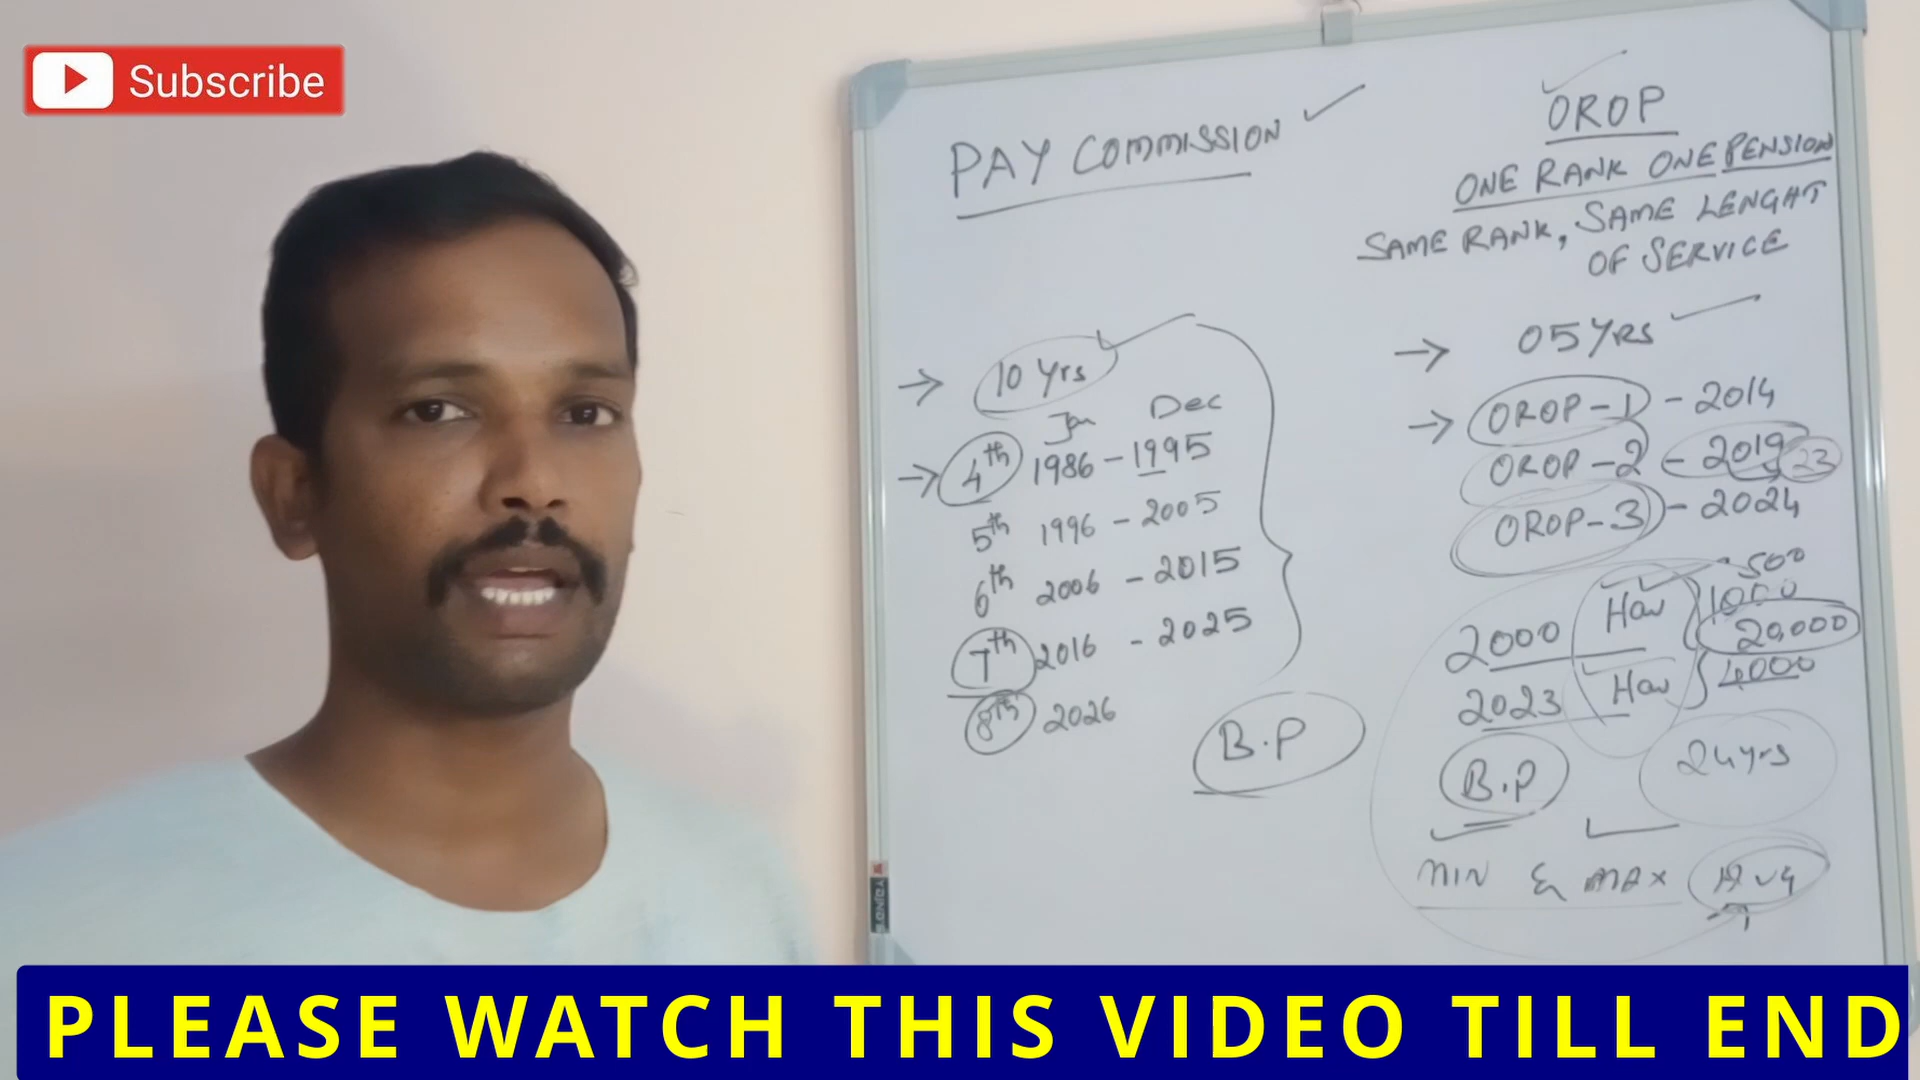 Subscribe
PAY COMMISSION
10 Yrs
Jan Dec
4th 1986 - 1995
5th 1996 - 2005
6th 2006 - 2015
7th 2016 - 2025
8th 2026
B.P
OROP
ONE RANK ONE PENSION
SAME RANK, SAME LENGHT
OF SERVICE
05 YRS
OROP-1 - 2014
OROP-2 - 2019 23
OROP-3 - 2024
500
2000 Hav 1000
20,000
2023 Hav 4000
B.P 24 yrs
MIN & MAX Avg
PLEASE WATCH THIS VIDEO TILL END